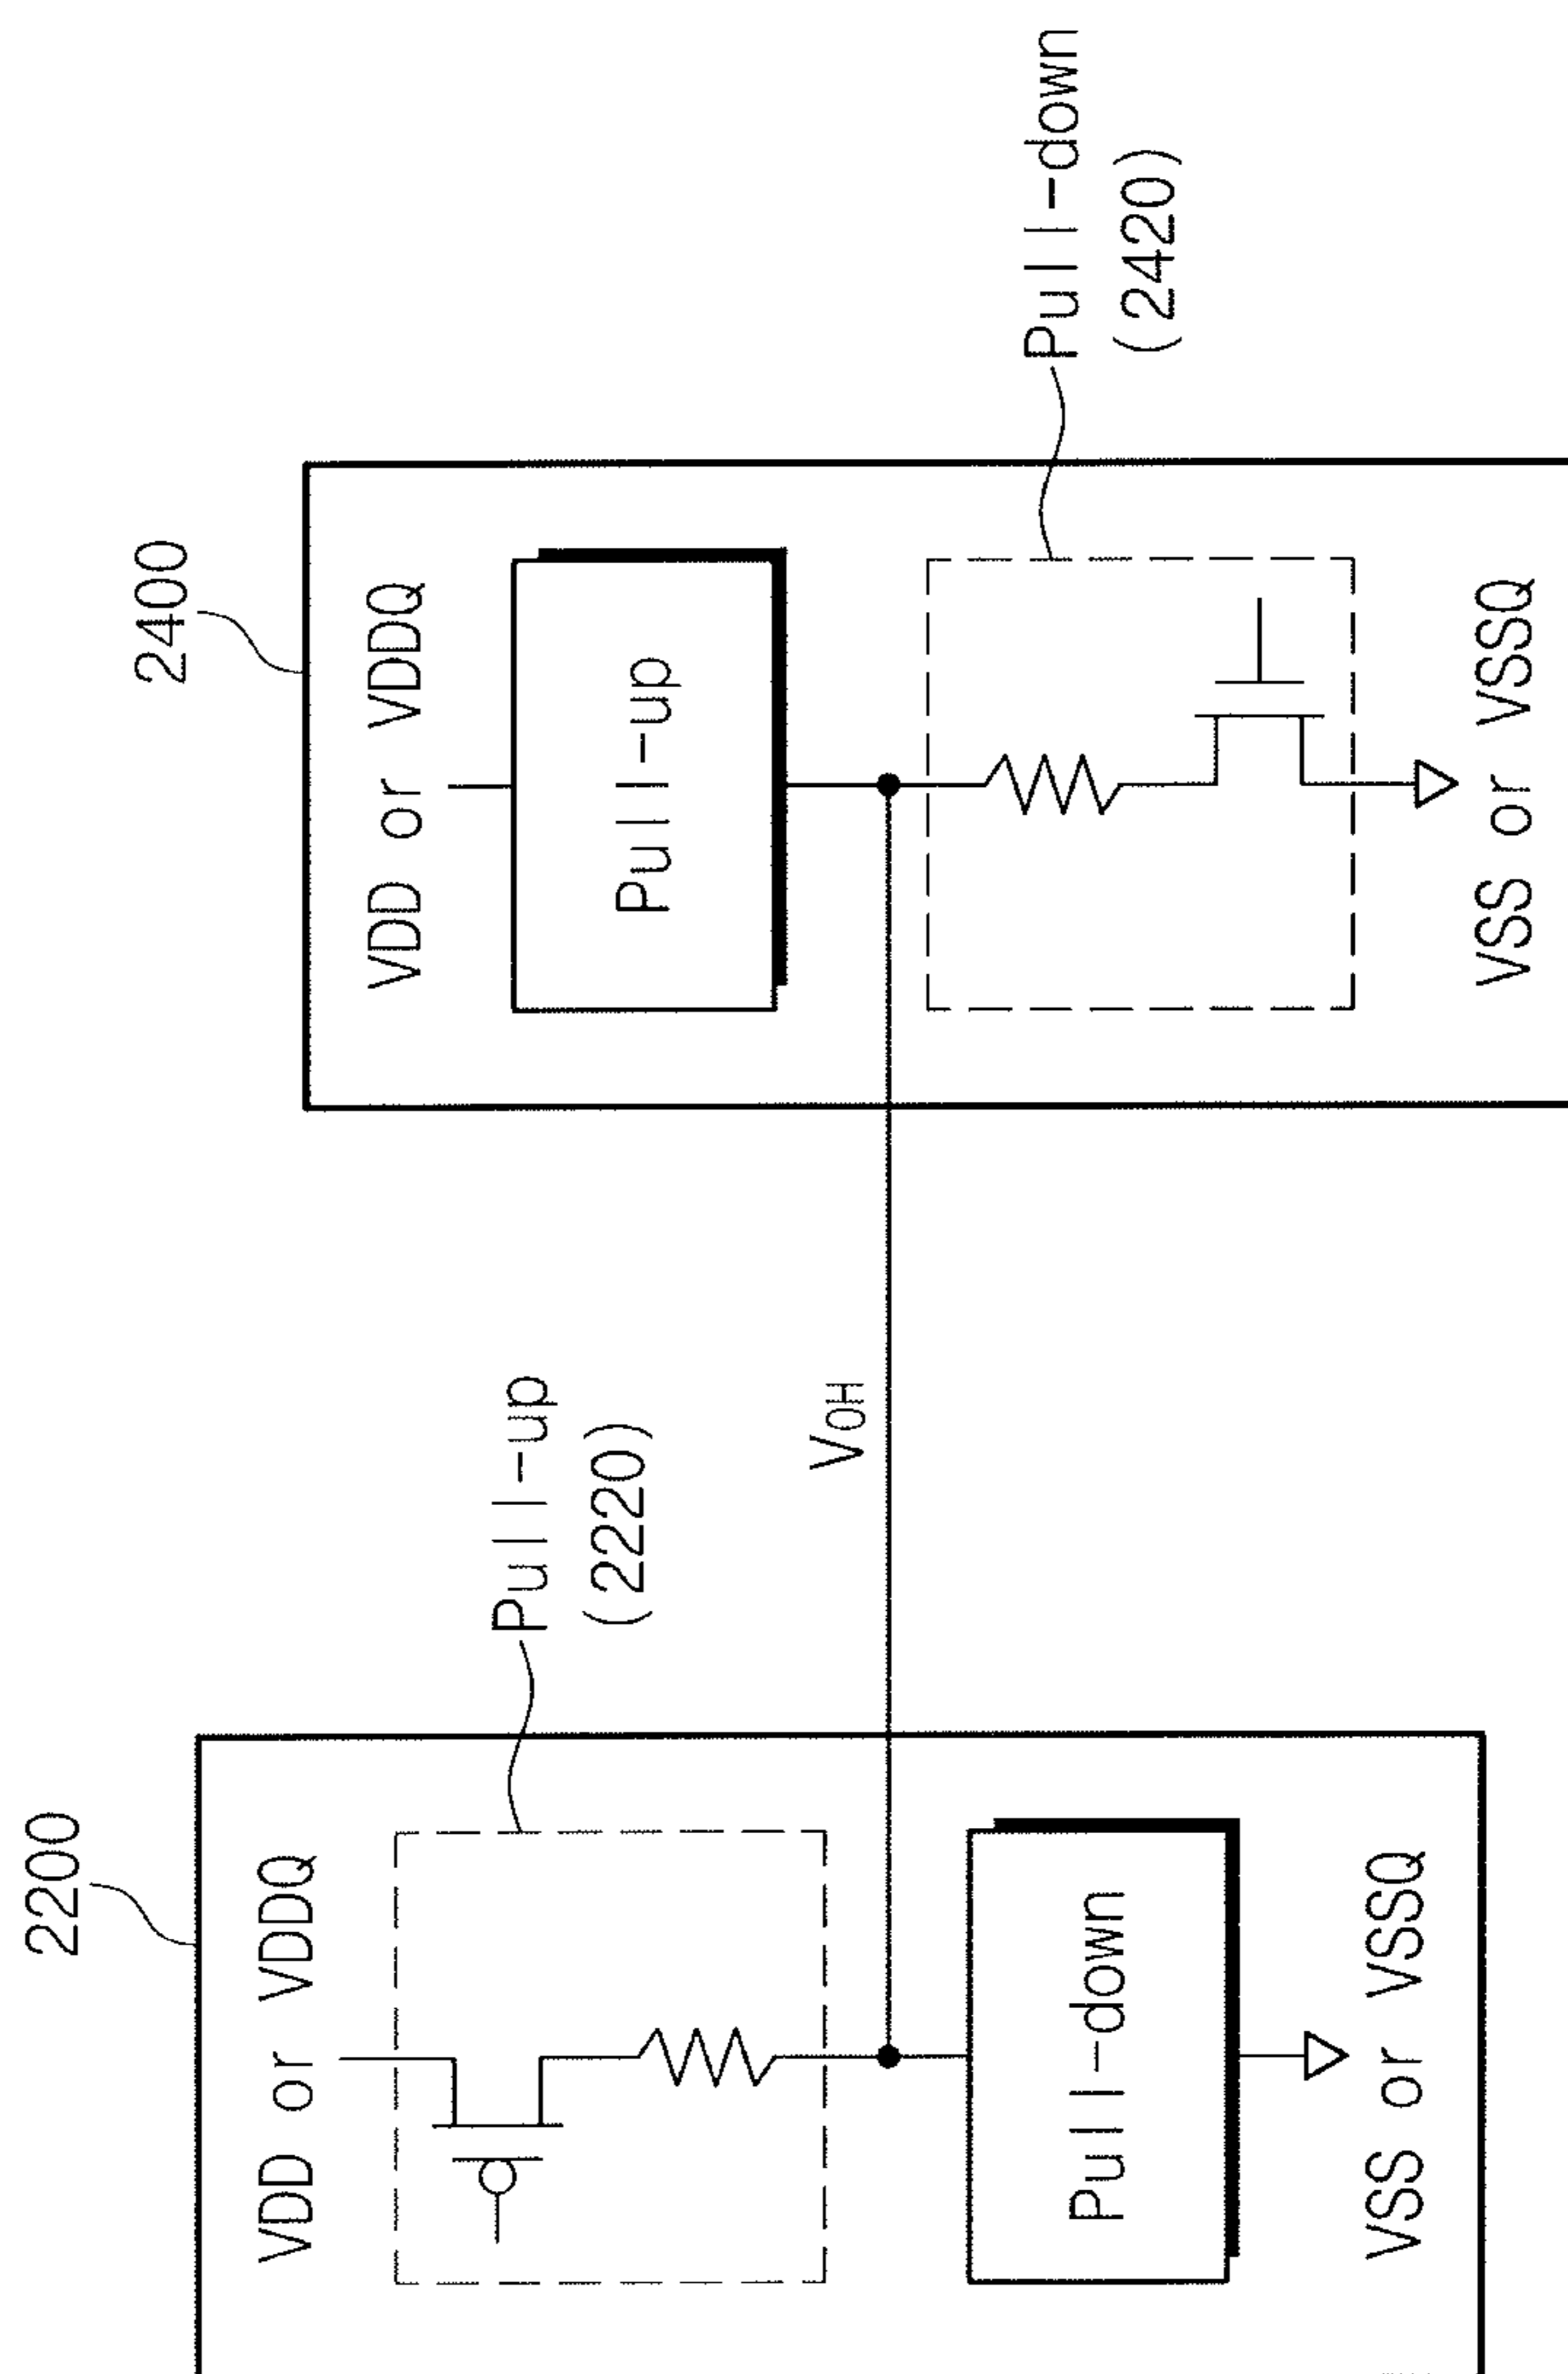 2200
VDD or VDDQ
Pull-up
(2220)
VOH
Pull-down
VSS or VSSQ
2400
VDD or VDDQ
Pull-up
Pull-down
(2420)
VSS or VSSQ